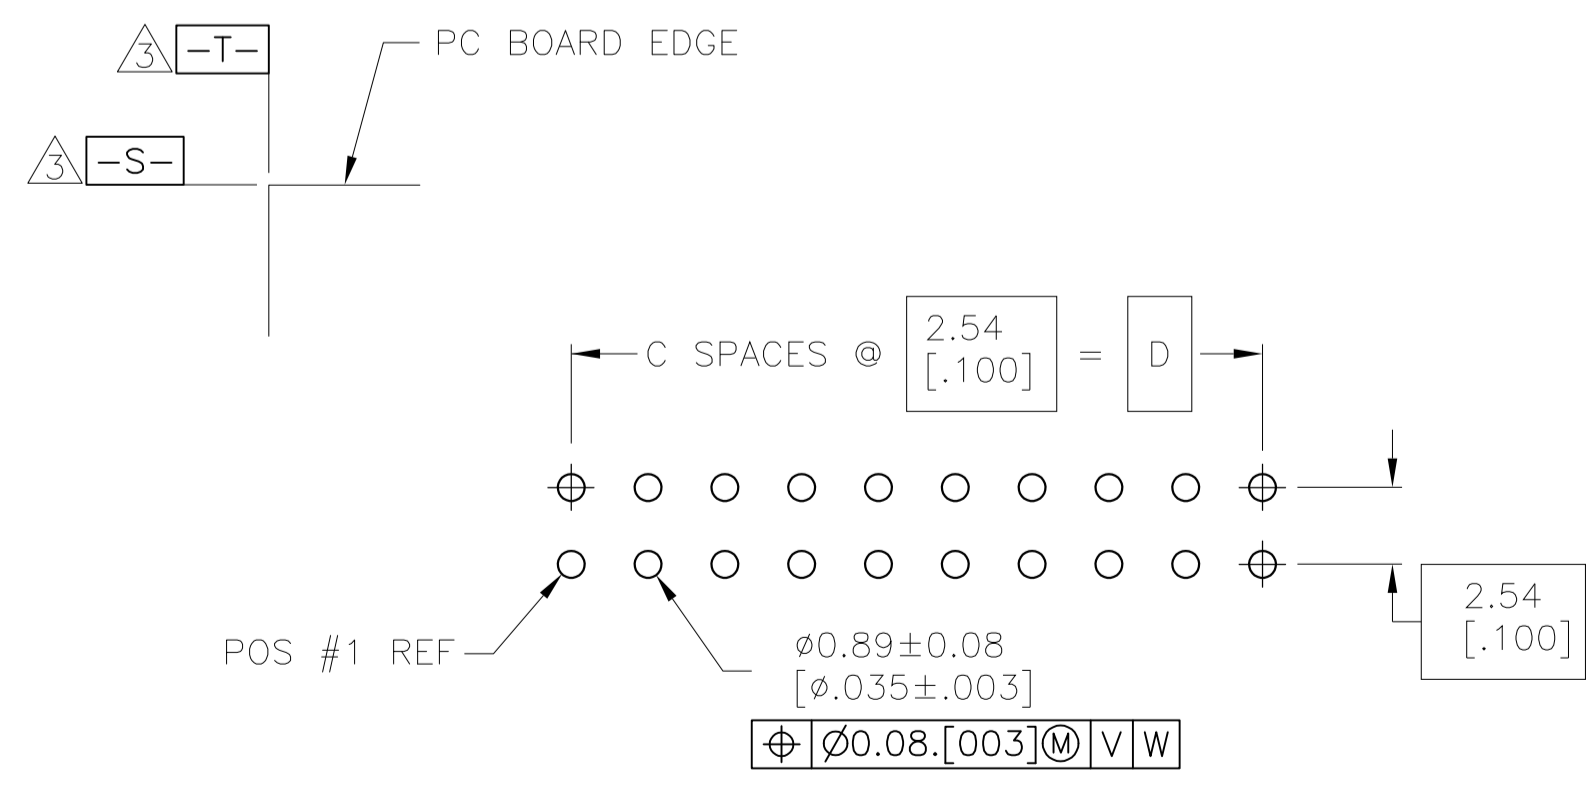 3 -T-
PC BOARD EDGE
3 -S-
C SPACES @ 2.54 [.100] = D
2.54
[.100]
POS #1 REF
ø0.89±0.08
[ø.035±.003]
⌖ Ø0.08.[003]Ⓜ V W